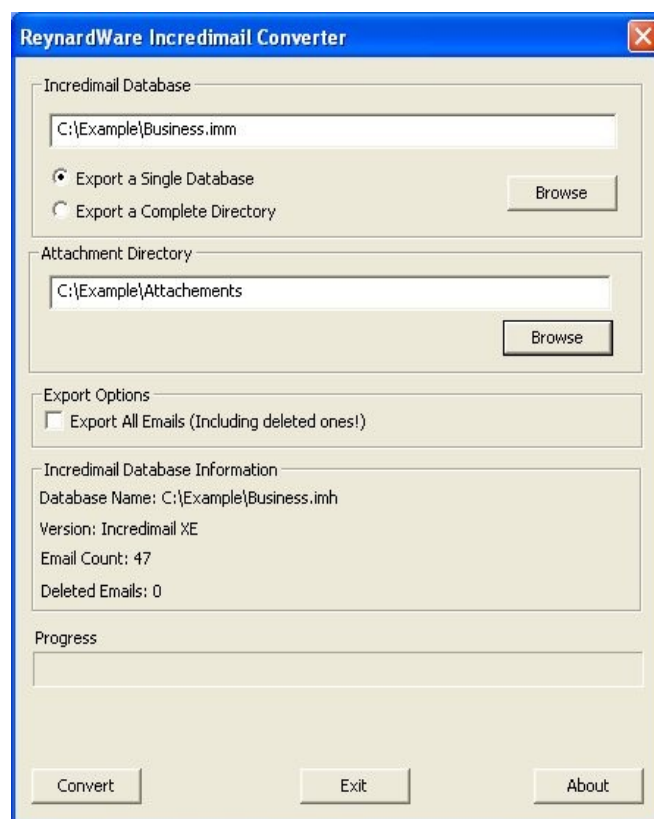 ReynardWare Incredimail Converter
Incredimail Database
C:\Example\Business.imm
Export a Single Database
Browse
Export a Complete Directory
Attachment Directory
C:\Example\Attachements
Browse
Export Options
Export All Emails (Including deleted ones!)
Incredimail Database Information
Database Name: C:\Example\Business.imh
Version: Incredimail XE
Email Count: 47
Deleted Emails: 0
Progress
Convert
Exit
About